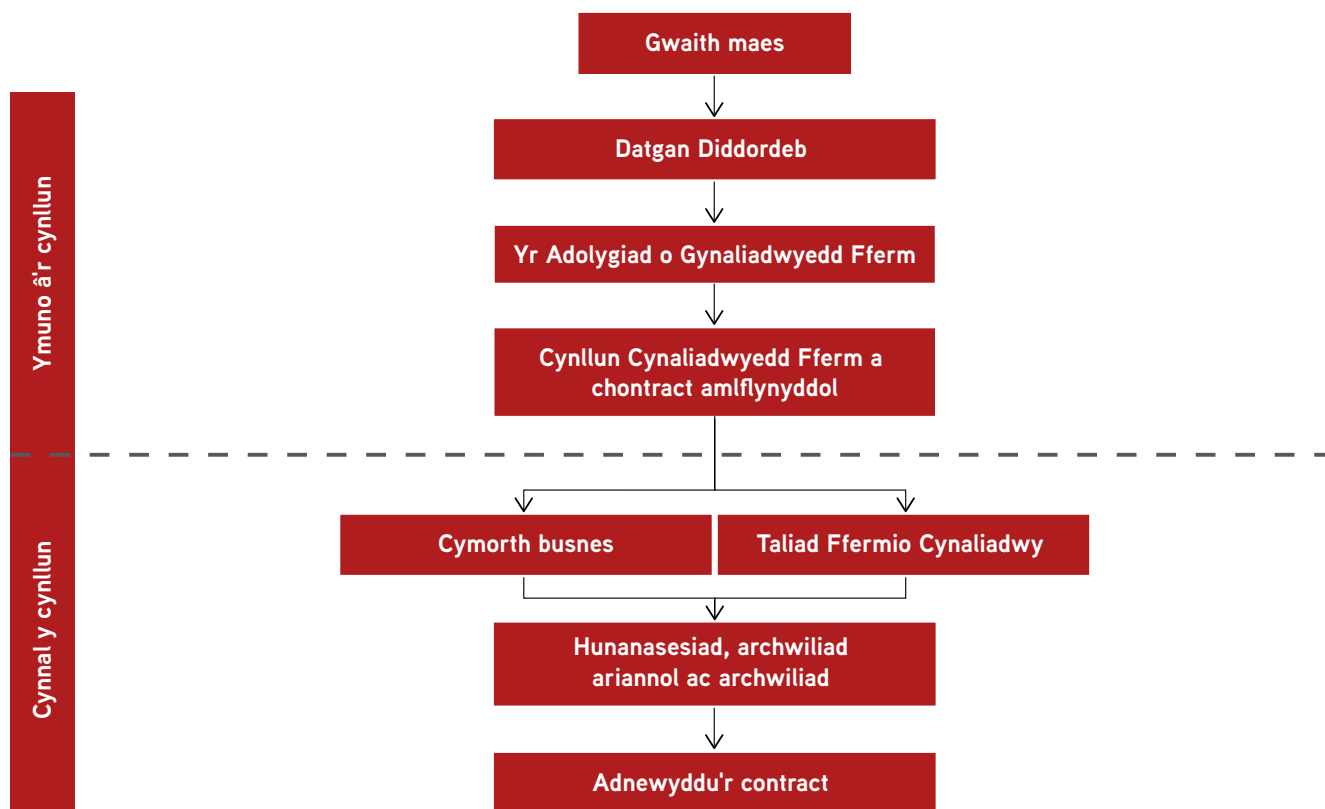 Gwaith maes
Ymuno â'r cynllun
Datgan Diddordeb
Yr Adolygiad o Gynaliadwyedd Fferm
Cynllun Cynaliadwyedd Fferm a
chontract amlflynyddol
Cynnal y cynllun
Cymorth busnes
Taliad Ffermio Cynaliadwy
Hunanasesiad, archwiliad
ariannol ac archwiliad
Adnewyddu'r contract